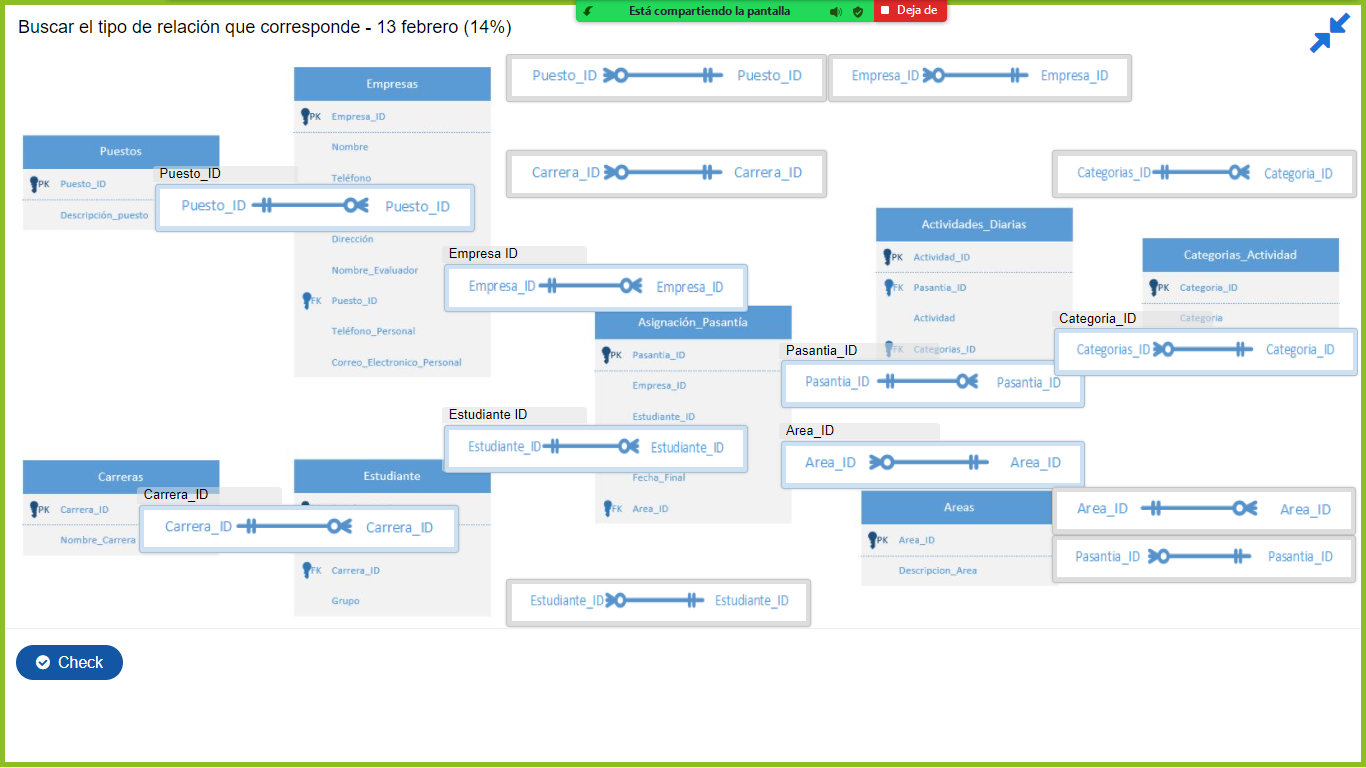 Está compartiendo la pantalla
Deja de
Buscar el tipo de relación que corresponde - 13 febrero (14%)
Puesto_ID Puesto_ID
Empresa_ID Empresa_ID
Empresas
PK Empresa_ID
Nombre
Teléfono
Dirección
Nombre_Evaluador
FK Puesto_ID
Teléfono_Personal
Correo_Electronico_Personal
Puestos
PK Puesto_ID
Descripción_puesto
Puesto_ID
Puesto_ID Puesto_ID
Carrera_ID Carrera_ID
Categorias_ID Categoria_ID
Empresa ID
Empresa_ID Empresa_ID
Actividades_Diarias
PK Actividad_ID
FK Pasantia_ID
Actividad
FK Categorias_ID
Categorias_Actividad
PK Categoria_ID
Categoria
Categoria_ID
Categorias_ID Categoria_ID
Asignación_Pasantía
PK Pasantia_ID
Empresa_ID
Estudiante_ID
Fecha_Final
FK Area_ID
Pasantia_ID
Pasantia_ID Pasantia_ID
Estudiante ID
Estudiante_ID Estudiante_ID
Area_ID
Area_ID Area_ID
Carreras
PK Carrera_ID
Nombre_Carrera
Carrera_ID
Carrera_ID Carrera_ID
Estudiante
FK Carrera_ID
Grupo
Areas
PK Area_ID
Descripcion_Area
Area_ID Area_ID
Pasantia_ID Pasantia_ID
Estudiante_ID Estudiante_ID
Check